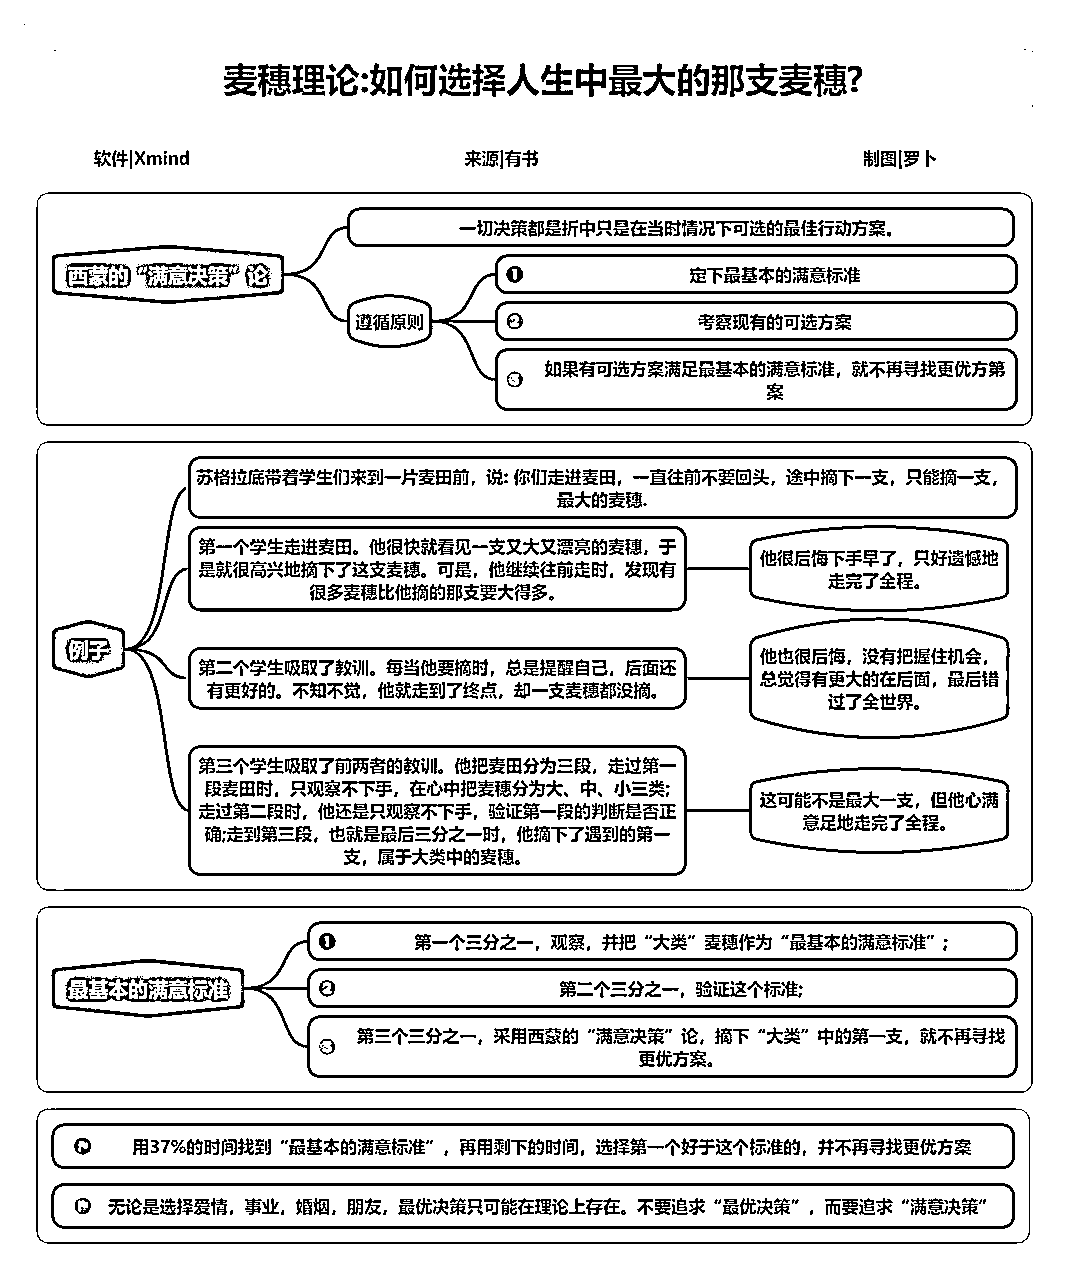 麦穗理论:如何选择人生中最大的那支麦穗?
软件|Xmind
来源|有书
制图|罗卜
西蒙的“满意决策”论
一切决策都是折中只是在当时情况下可选的最佳行动方案。
遵循原则
1 定下最基本的满意标准
2 考察现有的可选方案
3 如果有可选方案满足最基本的满意标准，就不再寻找更优方第
案
例子
苏格拉底带着学生们来到一片麦田前，说: 你们走进麦田，一直往前不要回头，途中摘下一支，只能摘一支，
最大的麦穗.
第一个学生走进麦田。他很快就看见一支又大又漂亮的麦穗，于
是就很高兴地摘下了这支麦穗。可是，他继续往前走时，发现有
很多麦穗比他摘的那支要大得多。
他很后悔下手早了，只好遗憾地
走完了全程。
第二个学生吸取了教训。每当他要摘时，总是提醒自己，后面还
有更好的。不知不觉，他就走到了终点，却一支麦穗都没摘。
他也很后悔，没有把握住机会，
总觉得有更大的在后面，最后错
过了全世界。
第三个学生吸取了前两者的教训。他把麦田分为三段，走过第一
段麦田时，只观察不下手，在心中把麦穗分为大、中、小三类;
走过第二段时，他还是只观察不下手，验证第一段的判断是否正
确;走到第三段，也就是最后三分之一时，他摘下了遇到的第一
支，属于大类中的麦穗。
这可能不是最大一支，但他心满
意足地走完了全程。
最基本的满意标准
1 第一个三分之一，观察，并把“大类”麦穗作为“最基本的满意标准”；
2 第二个三分之一，验证这个标准;
3 第三个三分之一，采用西蒙的“满意决策”论，摘下“大类”中的第一支，就不再寻找
更优方案。
用37%的时间找到“最基本的满意标准”，再用剩下的时间，选择第一个好于这个标准的，并不再寻找更优方案
无论是选择爱情，事业，婚烟，朋友，最优决策只可能在理论上存在。不要追求“最优决策”，而要追求“满意决策”